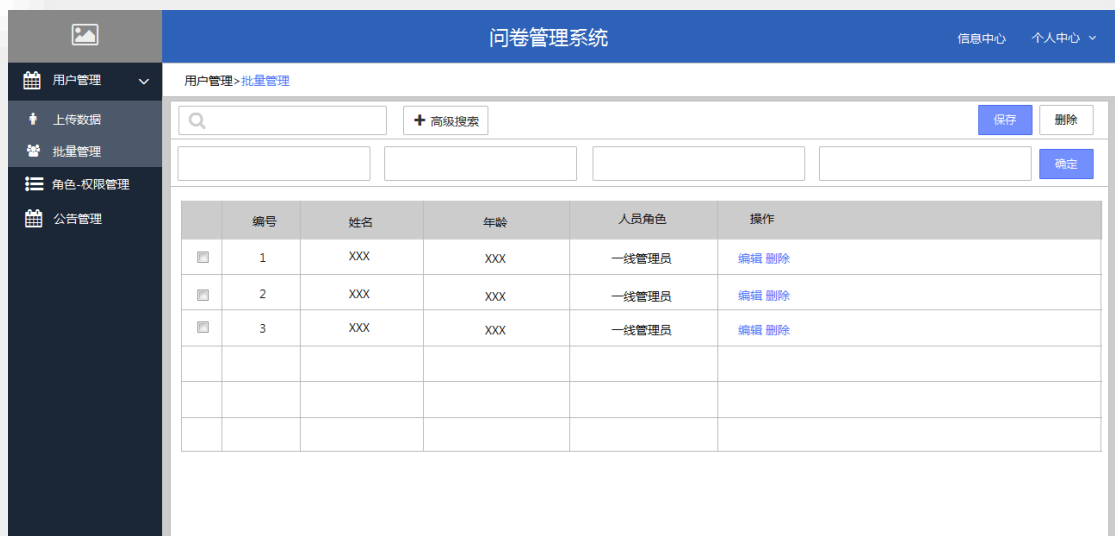 问卷管理系统 信息中心 个人中心
用户管理 用户管理>批量管理
上传数据 高级搜索 保存 删除
批量管理 确定
角色-权限管理
公告管理
编号 姓名 年龄 人员角色 操作
1 XXX XXX 一线管理员 编辑 删除
2 XXX XXX 一线管理员 编辑 删除
3 XXX XXX 一线管理员 编辑 删除